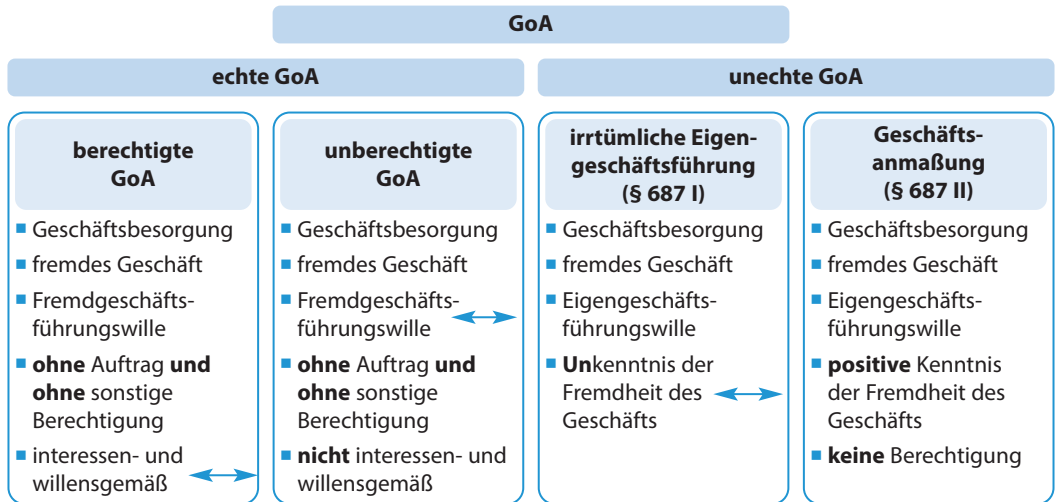 GoA
echte GoA
unechte GoA
berechtigte
GoA
■ Geschäftsbesorgung
■ fremdes Geschäft
■ Fremdgeschäfts-
führungswille
■ ohne Auftrag und
ohne sonstige
Berechtigung
■ interessen- und
willensgemäß
unberechtigte
GoA
■ Geschäftsbesorgung
■ fremdes Geschäft
■ Fremdgeschäfts-
führungswille
■ ohne Auftrag und
ohne sonstige
Berechtigung
■ nicht interessen- und
willensgemäß
irrtümliche Eigen-
geschäftsführung
(§ 687 I)
■ Geschäftsbesorgung
■ fremdes Geschäft
■ Eigengeschäfts-
führungswille
■ Unkenntnis der
Fremdheit des
Geschäfts
Geschäfts-
anmaßung
(§ 687 II)
■ Geschäftsbesorgung
■ fremdes Geschäft
■ Eigengeschäfts-
führungswille
■ positive Kenntnis
der Fremdheit des
Geschäfts
■ keine Berechtigung